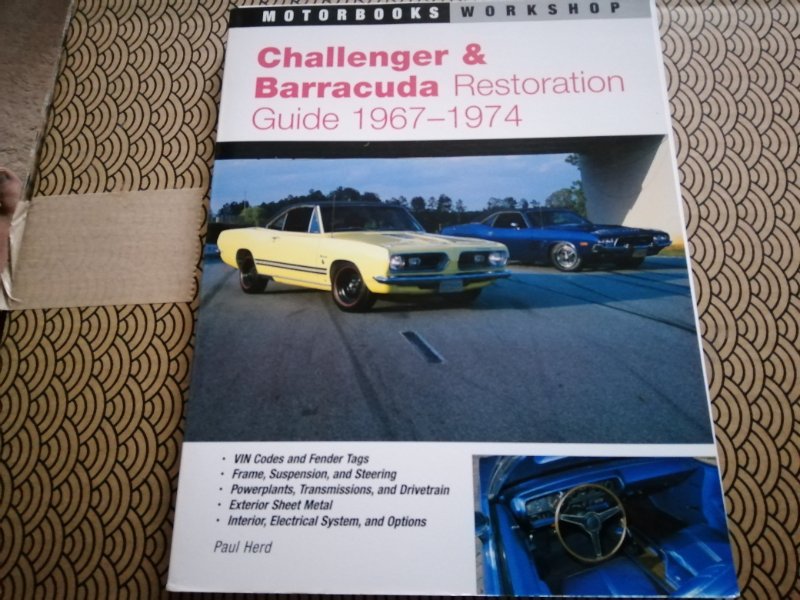 MOTORBOOKS WORKSHOP
Challenger &
Barracuda Restoration
Guide 1967–1974
• VIN Codes and Fender Tags
• Frame, Suspension, and Steering
• Powerplants, Transmissions, and Drivetrain
• Exterior Sheet Metal
• Interior, Electrical System, and Options
Paul Herd